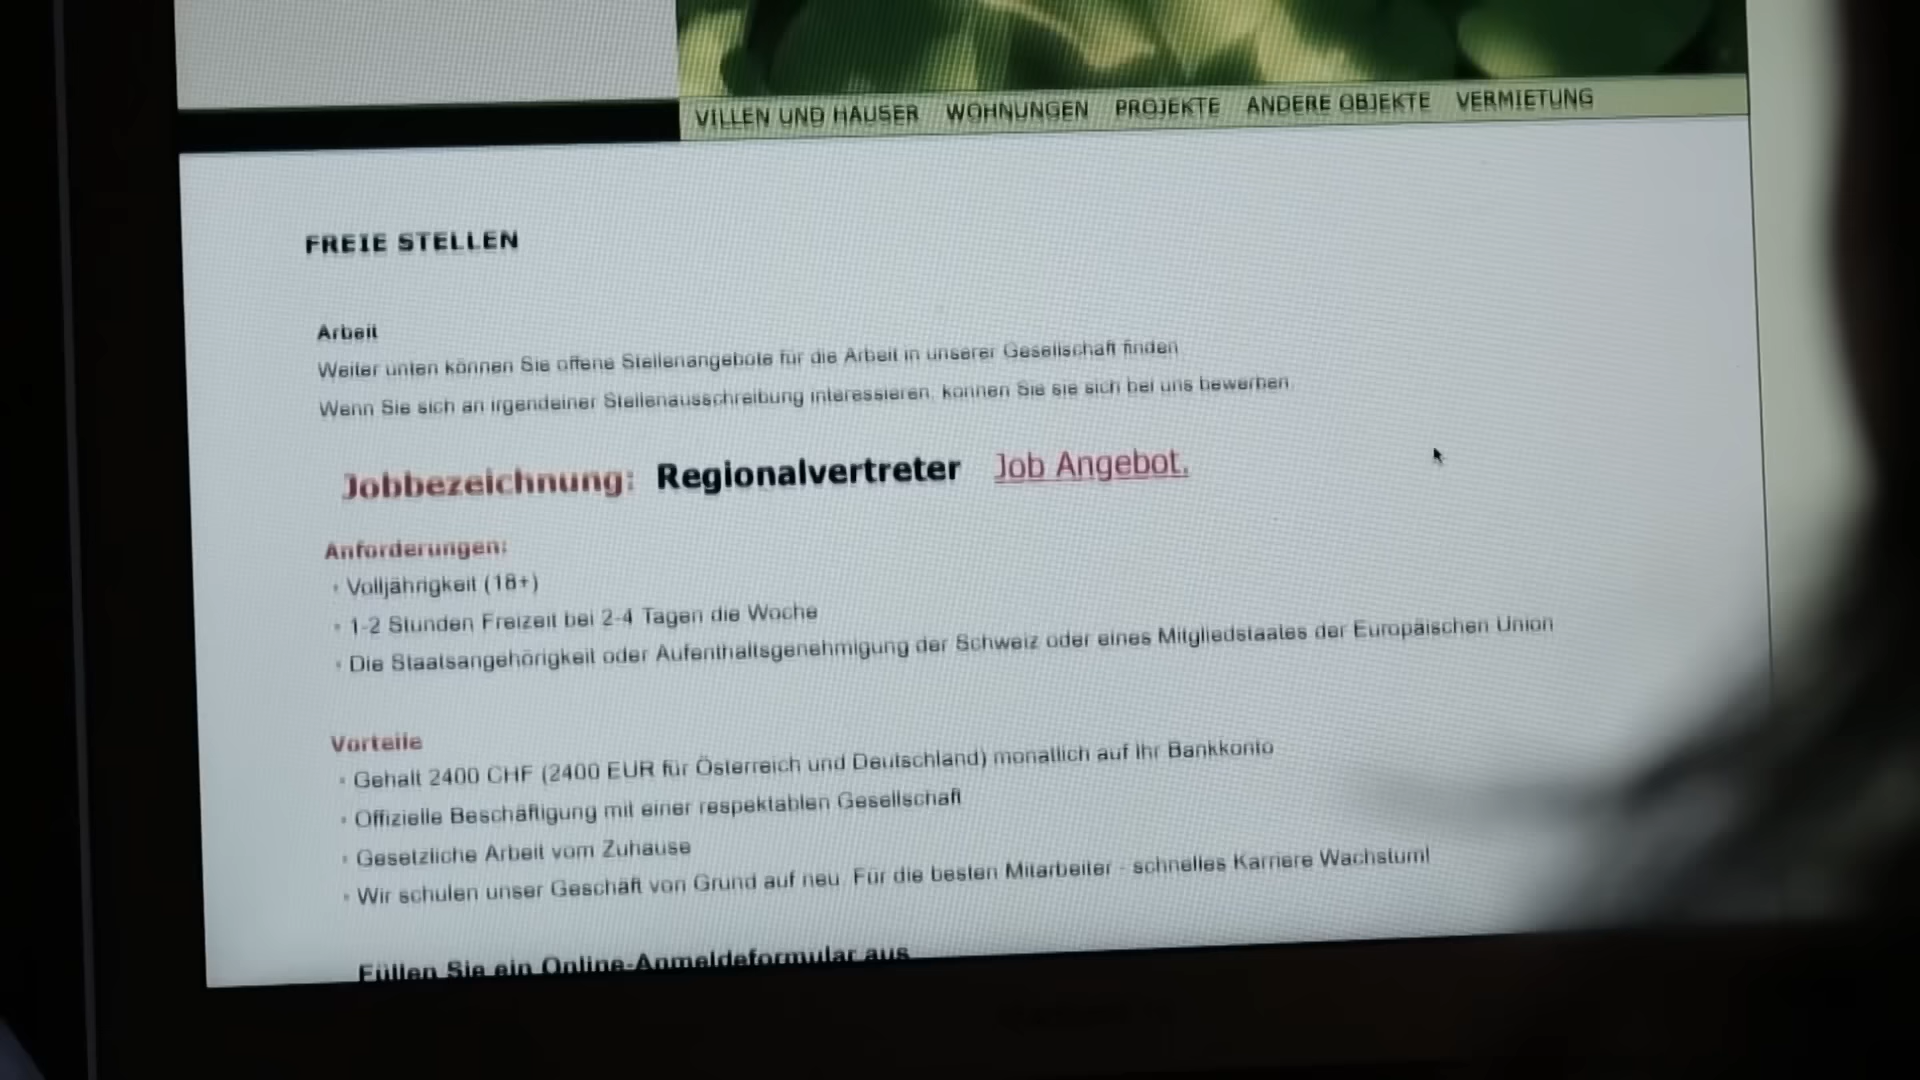 VILLEN UND HÄUSER WOHNUNGEN PROJEKTE ANDERE OBJEKTE VERMIETUNG
FREIE STELLEN
Arbeit
Weiter unten können Sie offene Stellenangebote für die Arbeit in unserer Gesellschaft finden
Wenn Sie sich an irgendeiner Stellenausschreibung interessieren, können Sie sie sich bei uns bewerben.
Jobbezeichnung: Regionalvertreter Job Angebot.
Anforderungen:
• Volljährigkeit (18+)
• 1-2 Stunden Freizeit bei 2-4 Tagen die Woche
• Die Staatsangehörigkeit oder Aufenthaltsgenehmigung der Schweiz oder eines Mitgliedstaates der Europäischen Union
Vorteile
• Gehalt 2400 CHF (2400 EUR für Österreich und Deutschland) monatlich auf Ihr Bankkonto
• Offizielle Beschäftigung mit einer respektablen Gesellschaft
• Gesetzliche Arbeit vom Zuhause
• Wir schulen unser Geschäft von Grund auf neu. Für die besten Mitarbeiter - schnelles Karriere Wachstum!
Füllen Sie ein Online-Anmeldeformular aus